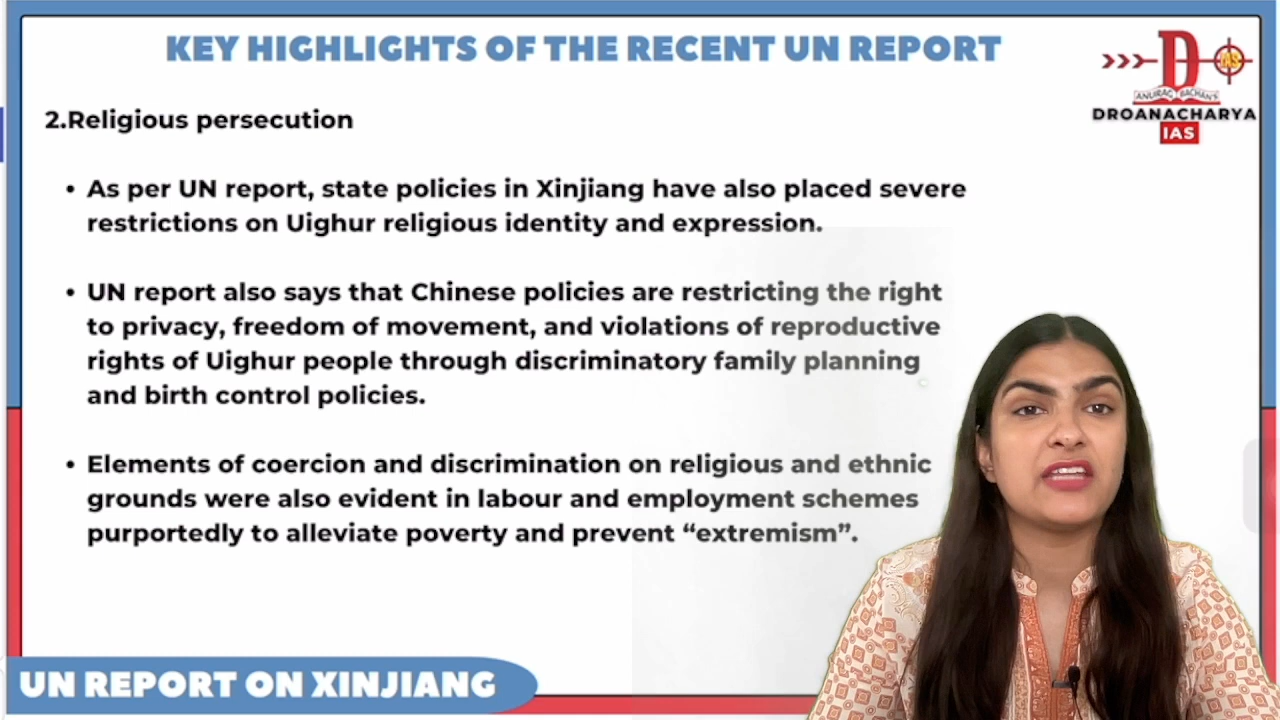 KEY HIGHLIGHTS OF THE RECENT UN REPORT
D
IAS
ANURAG BACHAN'S
DROANACHARYA
IAS
2.Religious persecution
• As per UN report, state policies in Xinjiang have also placed severe
restrictions on Uighur religious identity and expression.
• UN report also says that Chinese policies are restricting the right
to privacy, freedom of movement, and violations of reproductive
rights of Uighur people through discriminatory family planning
and birth control policies.
• Elements of coercion and discrimination on religious and ethnic
grounds were also evident in labour and employment schemes
purportedly to alleviate poverty and prevent “extremism”.
UN REPORT ON XINJIANG